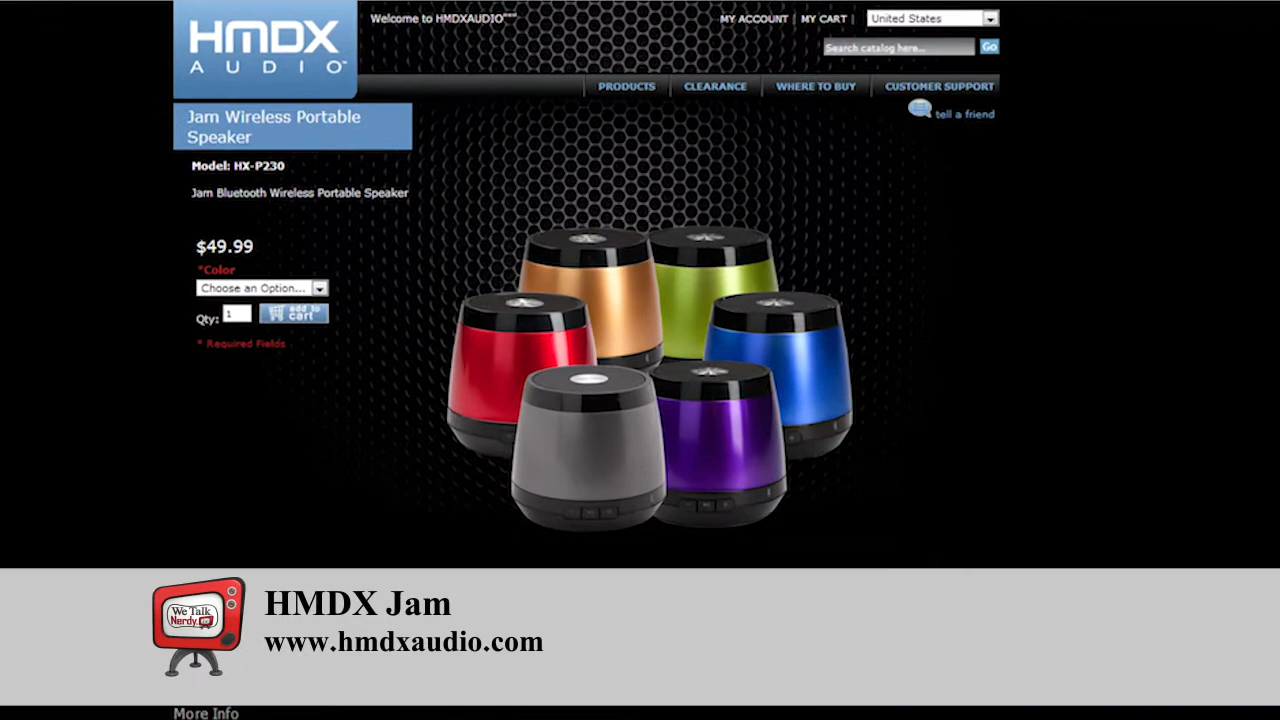 HMDX
AUDIO
Welcome to HMDXAUDIO
MY ACCOUNT | MY CART |
United States
Search catalog here...
Go
PRODUCTS
CLEARANCE
WHERE TO BUY
CUSTOMER SUPPORT
tell a friend
Jam Wireless Portable
Speaker
Model: HX-P230
Jam Bluetooth Wireless Portable Speaker
$49.99
*Color
Choose an Option...
Qty: 1
add to
cart
* Required Fields
We Talk
Nerdy
HMDX Jam
www.hmdxaudio.com
More Info